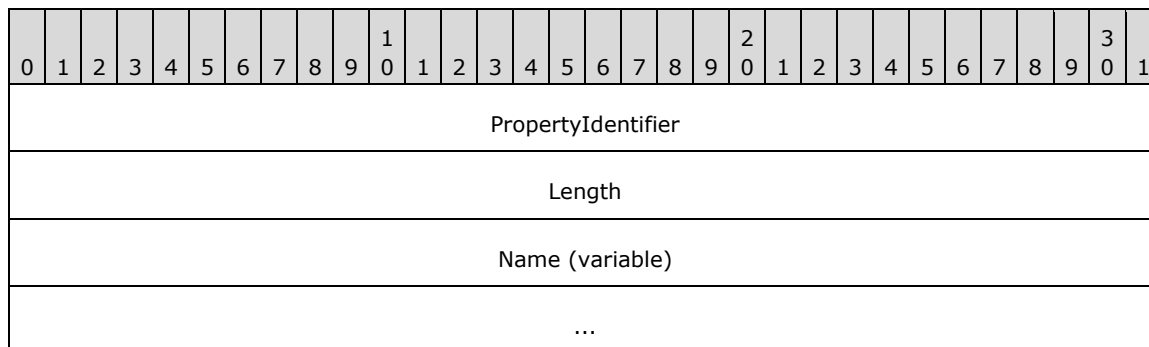 1 2 3
0 1 2 3 4 5 6 7 8 9 0 1 2 3 4 5 6 7 8 9 0 1 2 3 4 5 6 7 8 9 0 1
PropertyIdentifier
Length
Name (variable)
...